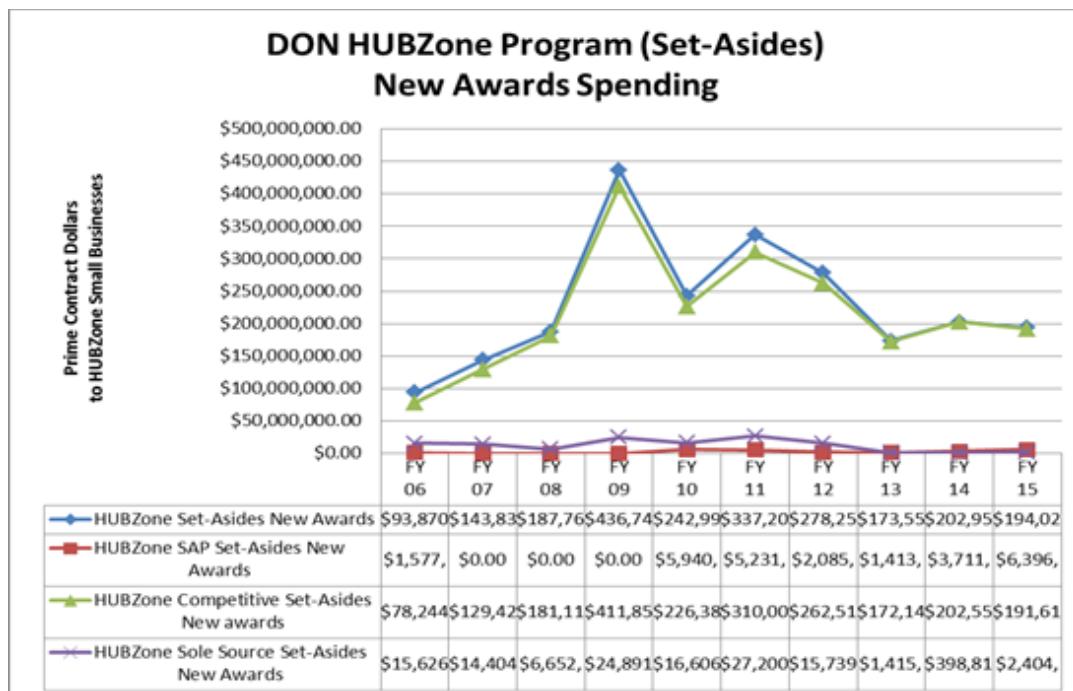 DON HUBZone Program (Set-Asides)
New Awards Spending
Prime Contract Dollars
to HUBZone Small Businesses
$500,000,000.00
$450,000,000.00
$400,000,000.00
$350,000,000.00
$300,000,000.00
$250,000,000.00
$200,000,000.00
$150,000,000.00
$100,000,000.00
$50,000,000.00
$0.00
FY FY FY FY FY FY FY FY FY FY
06 07 08 09 10 11 12 13 14 15
HUBZone Set-Asides New Awards $93,870 $143,83 $187,76 $436,74 $242,99 $337,20 $278,25 $173,55 $202,95 $194,02
HUBZone SAP Set-Asides New
Awards $1,577, $0.00 $0.00 $0.00 $5,940, $5,231, $2,085, $1,413, $3,711, $6,396,
HUBZone Competitive Set-Asides
New awards $78,244 $129,42 $181,11 $411,85 $226,38 $310,00 $262,51 $172,14 $202,55 $191,61
HUBZone Sole Source Set-Asides
New Awards $15,626 $14,404 $6,652, $24,891 $16,606 $27,200 $15,739 $1,415, $398,81 $2,404,